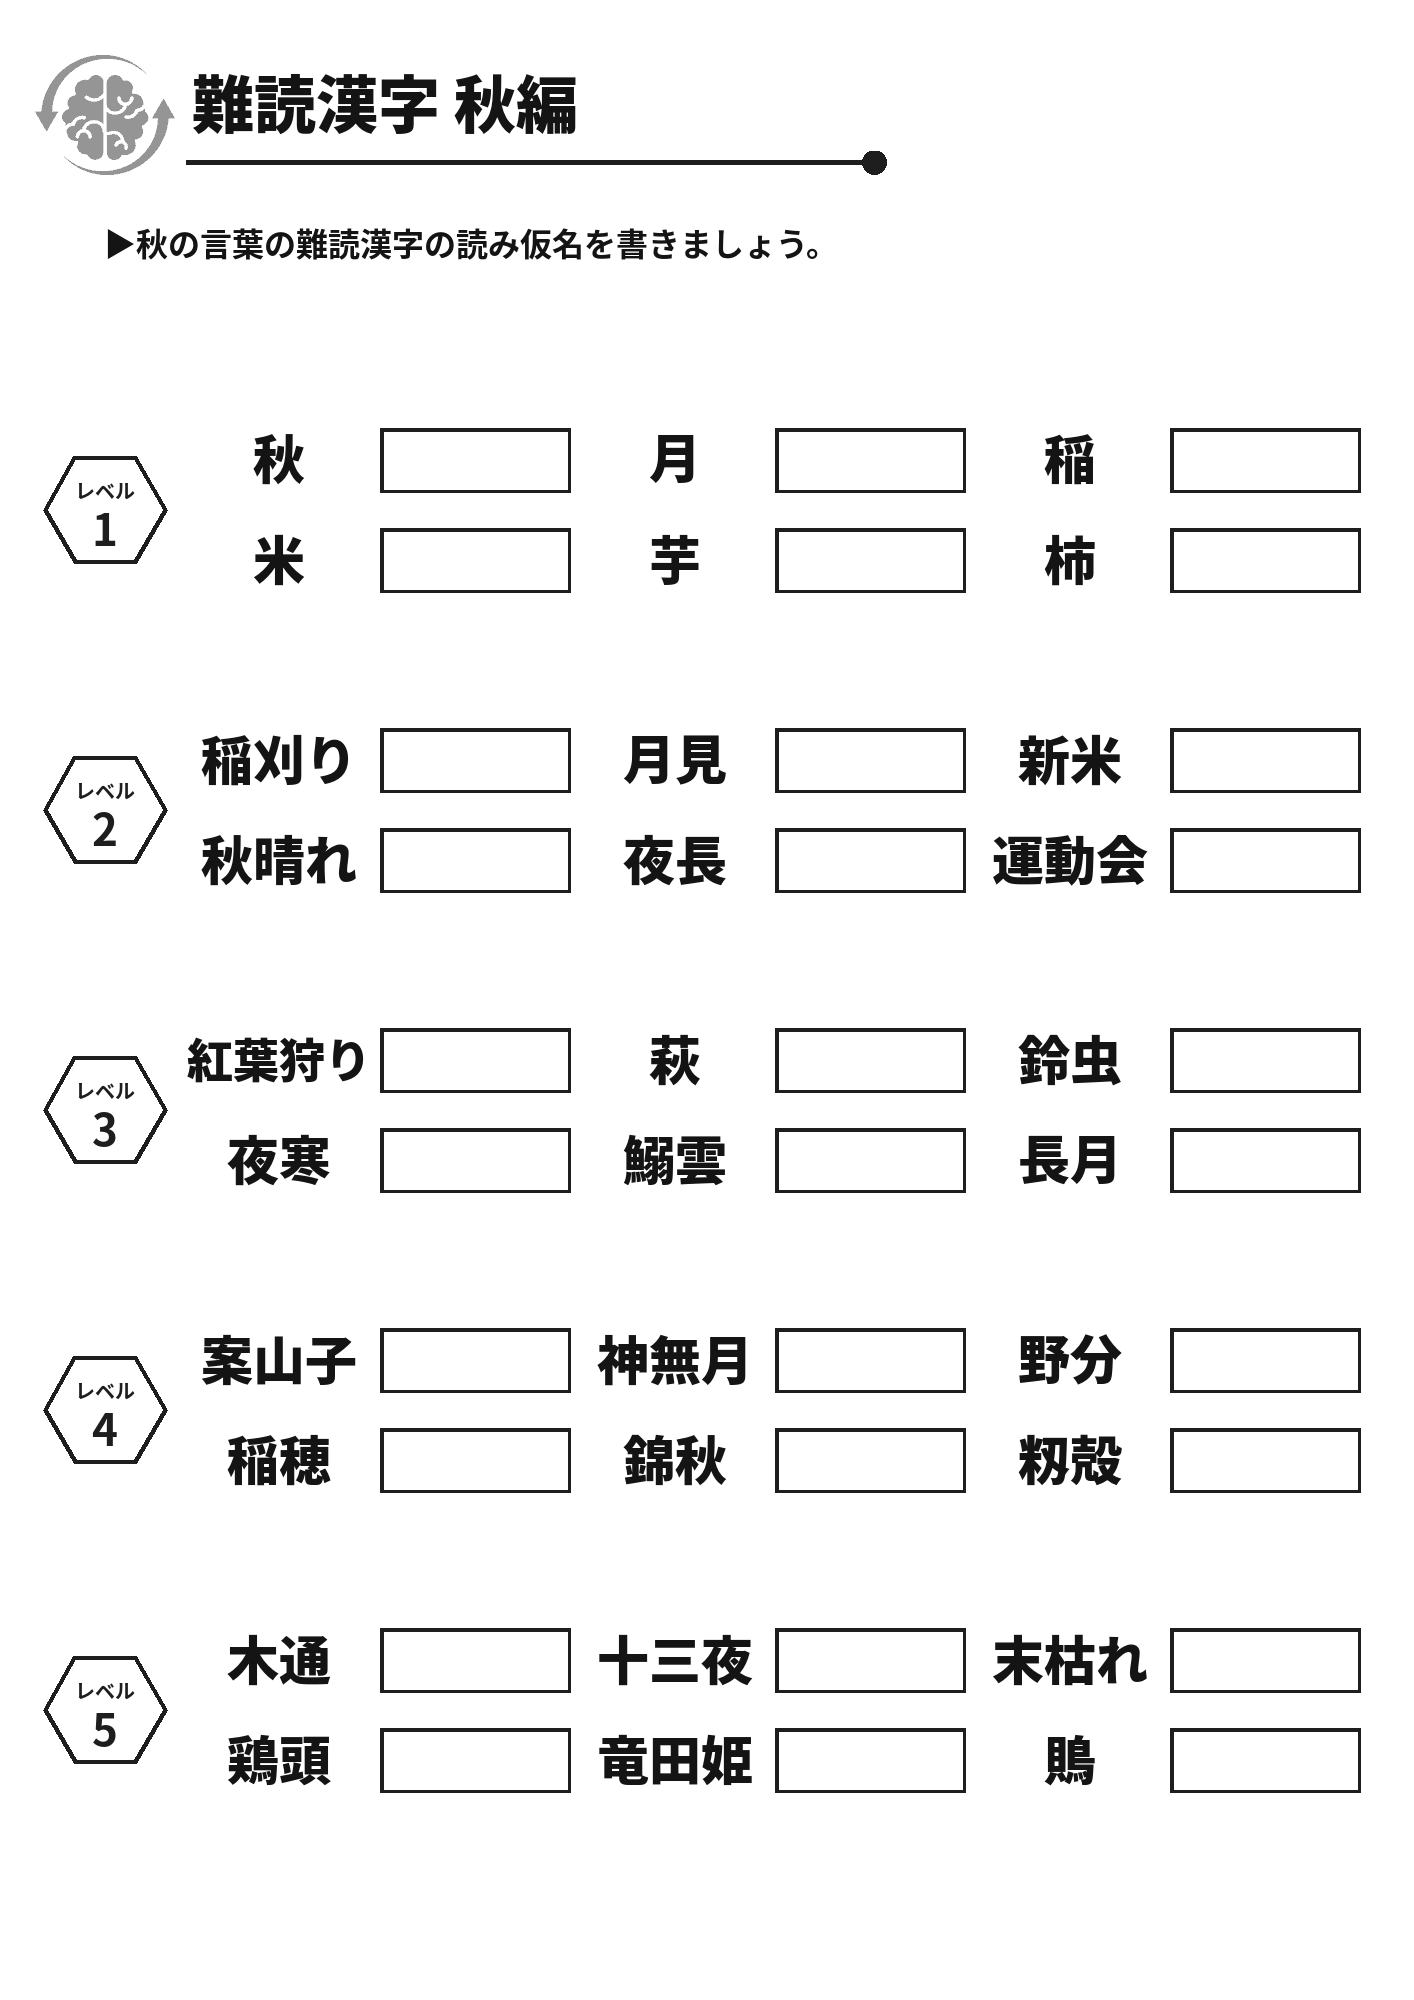 難読漢字 秋編
▶秋の言葉の難読漢字の読み仮名を書きましょう。
レベル
1
秋 月 稲
米 芋 柿
レベル
2
稲刈り 月見 新米
秋晴れ 夜長 運動会
レベル
3
紅葉狩り 萩 鈴虫
夜寒 鰯雲 長月
レベル
4
案山子 神無月 野分
稲穂 錦秋 籾殻
レベル
5
木通 十三夜 末枯れ
鶏頭 竜田姫 鵙